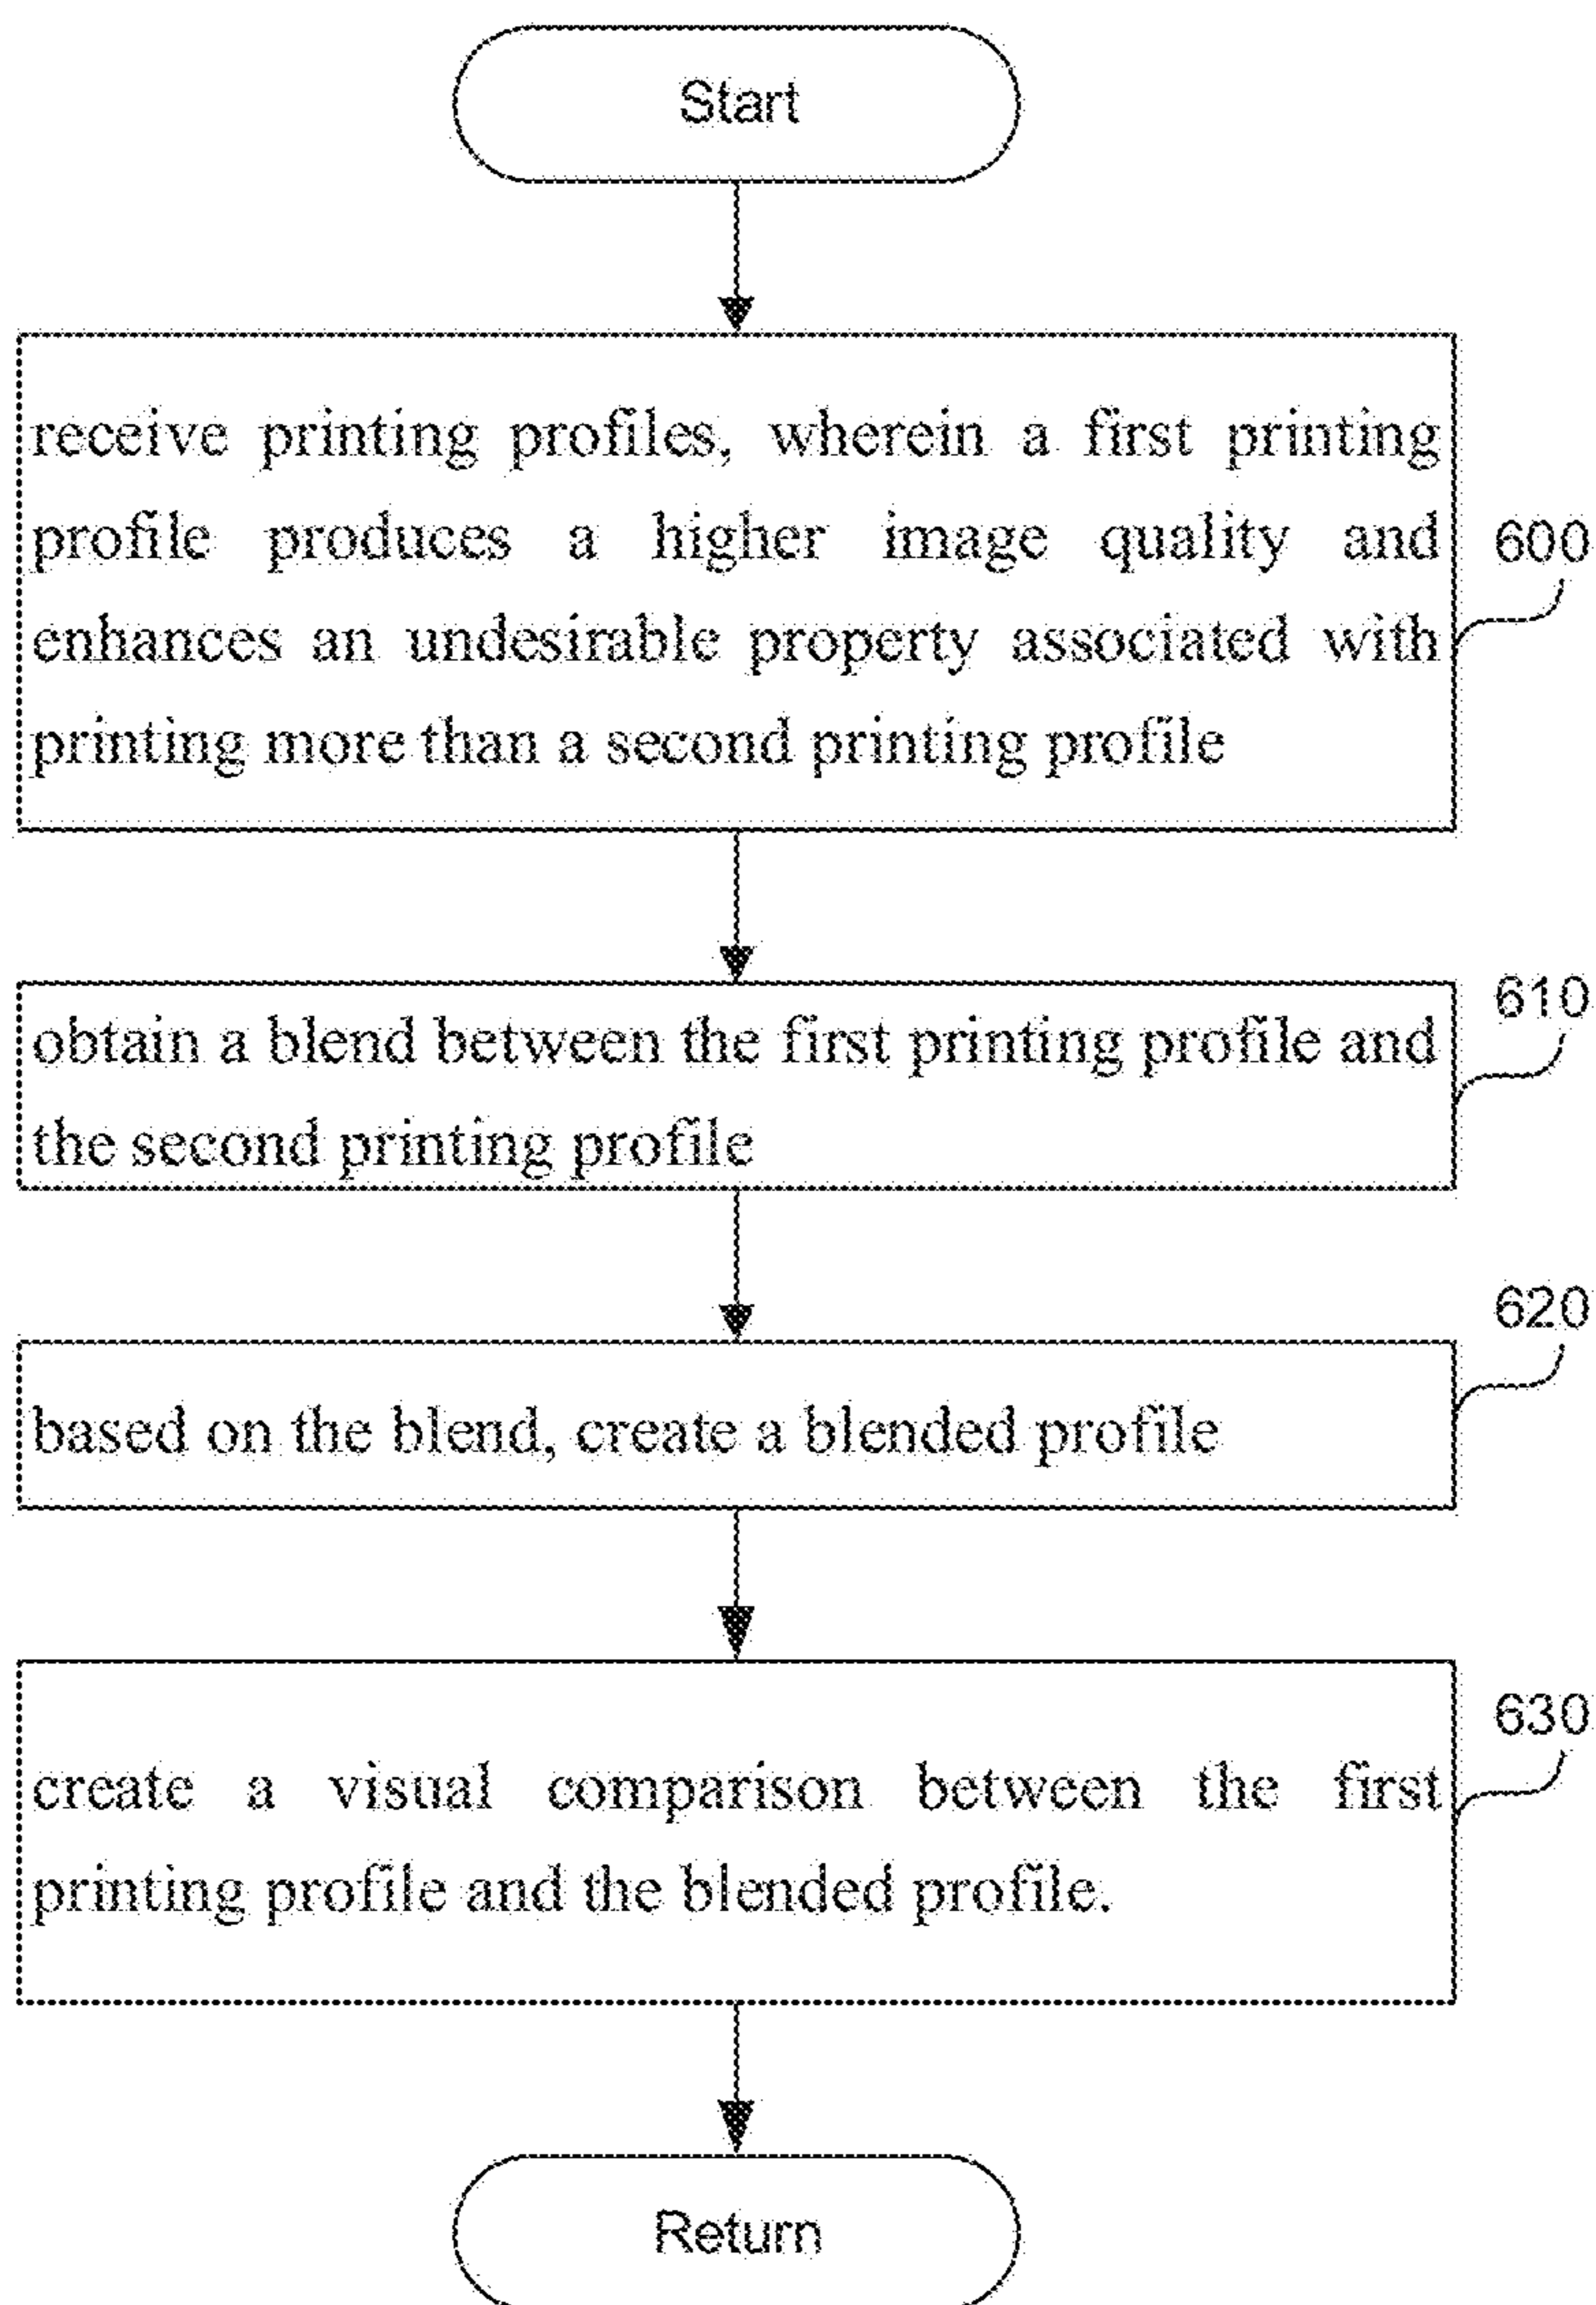 Start
receive printing profiles, wherein a first printing
profile produces a higher image quality and
enhances an undesirable property associated with
printing more than a second printing profile
600
obtain a blend between the first printing profile and
the second printing profile
610
based on the blend, create a blended profile
620
create a visual comparison between the first
printing profile and the blended profile.
630
Return